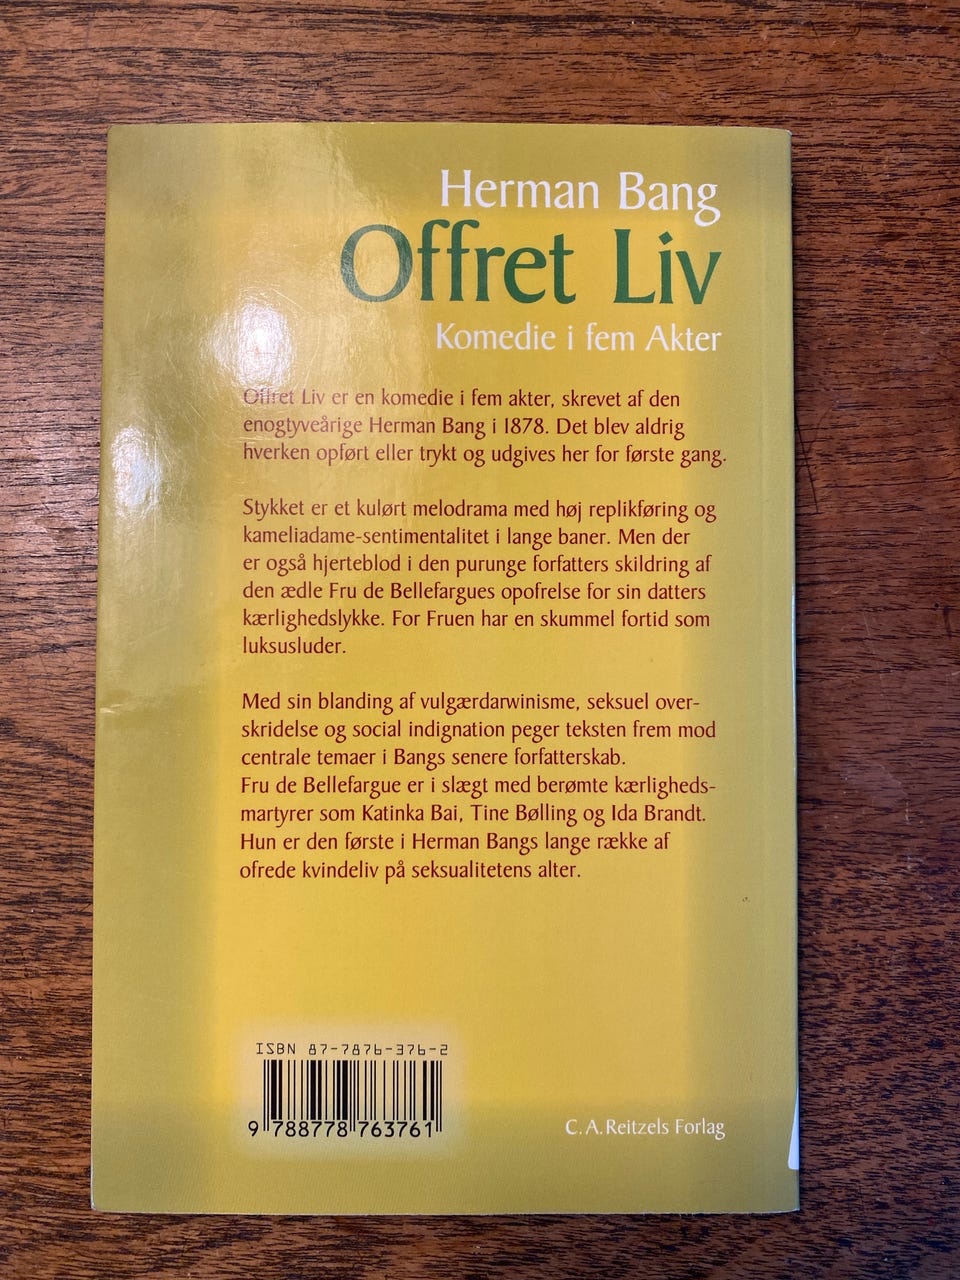 Herman Bang
Offret Liv
Komedie i fem Akter
Offret Liv er en komedie i fem akter, skrevet af den
enogtyveårige Herman Bang i 1878. Det blev aldrig
hverken opført eller trykt og udgives her for første gang.
Stykket er et kulørt melodrama med høj replikføring og
kameliadame-sentimentalitet i lange baner. Men der
er også hjerteblod i den purunge forfatters skildring af
den ædle Fru de Bellefargues opofrelse for sin datters
kærlighedslykke. For Fruen har en skummel fortid som
luksusluder.
Med sin blanding af vulgærdarwinisme, seksuel over-
skridelse og social indignation peger teksten frem mod
centrale temaer i Bangs senere forfatterskab.
Fru de Bellefargue er i slægt med berømte kærligheds-
martyrer som Katinka Bai, Tine Bølling og Ida Brandt.
Hun er den første i Herman Bangs lange række af
ofrede kvindeliv på seksualitetens alter.
ISBN 87-7876-376-2
9 788778 763761
C. A. Reitzels Forlag